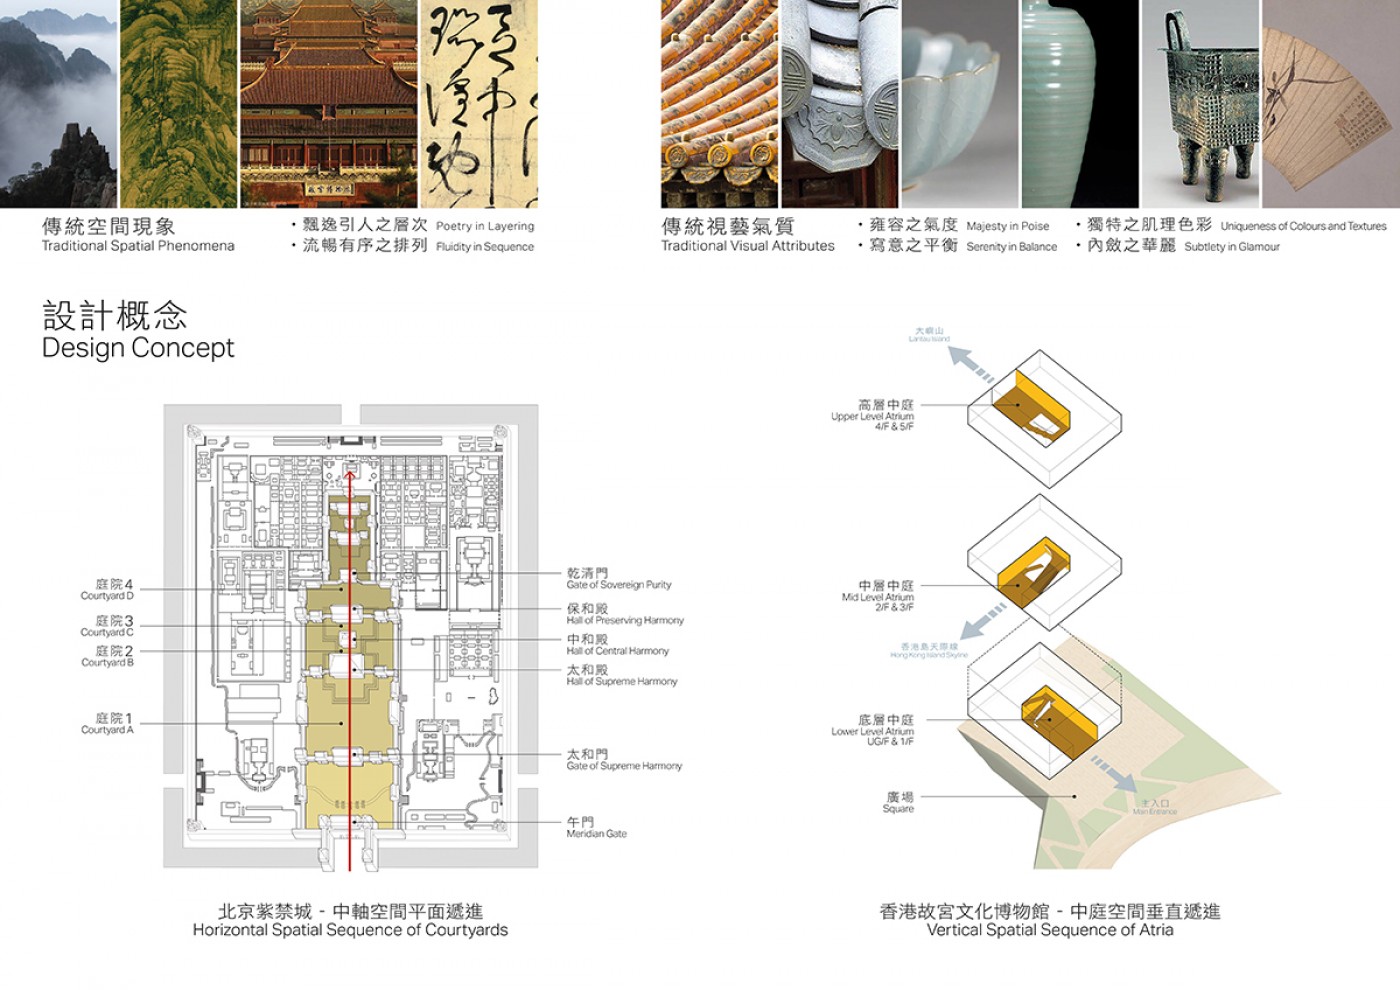 傳統空間現象
Traditional Spatial Phenomena
・飄逸引人之層次 Poetry in Layering
・流暢有序之排列 Fluidity in Sequence
傳統視藝氣質
Traditional Visual Attributes
・雍容之氣度 Majesty in Poise
・寫意之平衡 Serenity in Balance
・獨特之肌理色彩 Uniqueness of Colours and Textures
・內斂之華麗 Subtlety in Glamour
設計概念
Design Concept
庭院4
Courtyard D
庭院3
Courtyard C
庭院2
Courtyard B
庭院1
Courtyard A
乾清門
Gate of Sovereign Purity
保和殿
Hall of Preserving Harmony
中和殿
Hall of Central Harmony
太和殿
Hall of Supreme Harmony
太和門
Gate of Supreme Harmony
午門
Meridian Gate
北京紫禁城 - 中軸空間平面遞進
Horizontal Spatial Sequence of Courtyards
大嶼山
Lantau Island
高層中庭
Upper Level Atrium
4/F & 5/F
中層中庭
Mid Level Atrium
2/F & 3/F
香港島天際線
Hong Kong Island Skyline
底層中庭
Lower Level Atrium
UG/F & 1/F
廣場
Square
主入口
Main Entrance
香港故宮文化博物館 - 中庭空間垂直遞進
Vertical Spatial Sequence of Atria